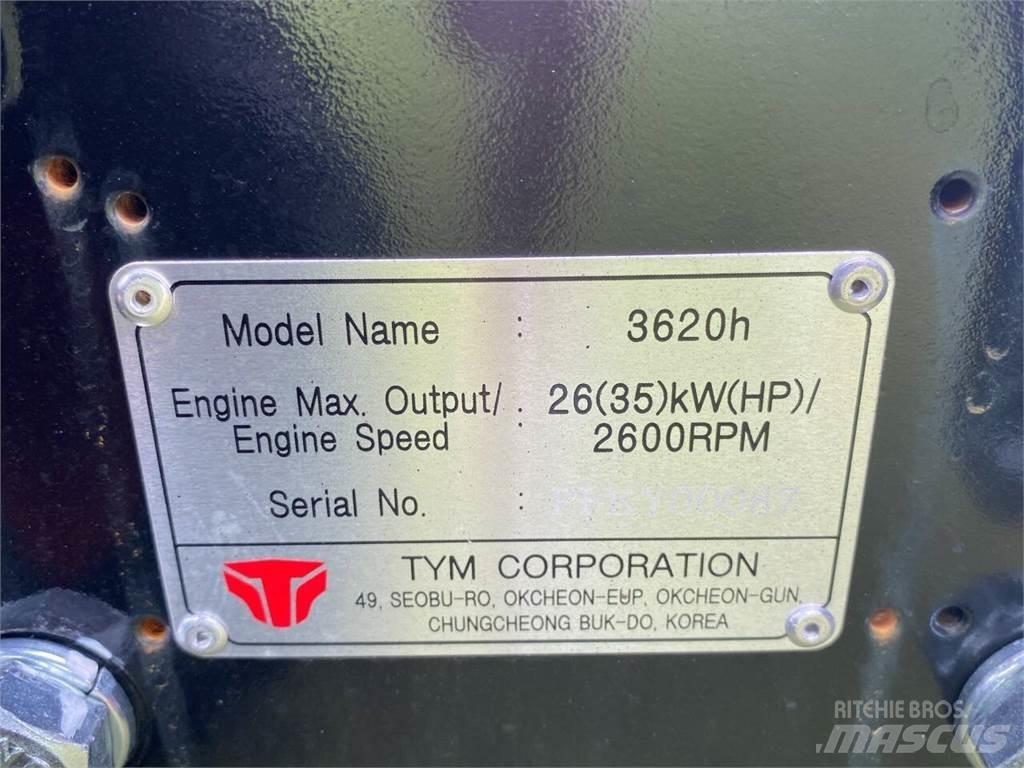 Model Name : 3620h
Engine Max. Output/ : 26(35)kW(HP)/
Engine Speed 2600RPM
Serial No. :
TYM CORPORATION
49, SEOBU-RO, OKCHEON-EUP, OKCHEON-GUN,
CHUNGCHEONG BUK-DO, KOREA
RITCHIE BROS.
MASCUS